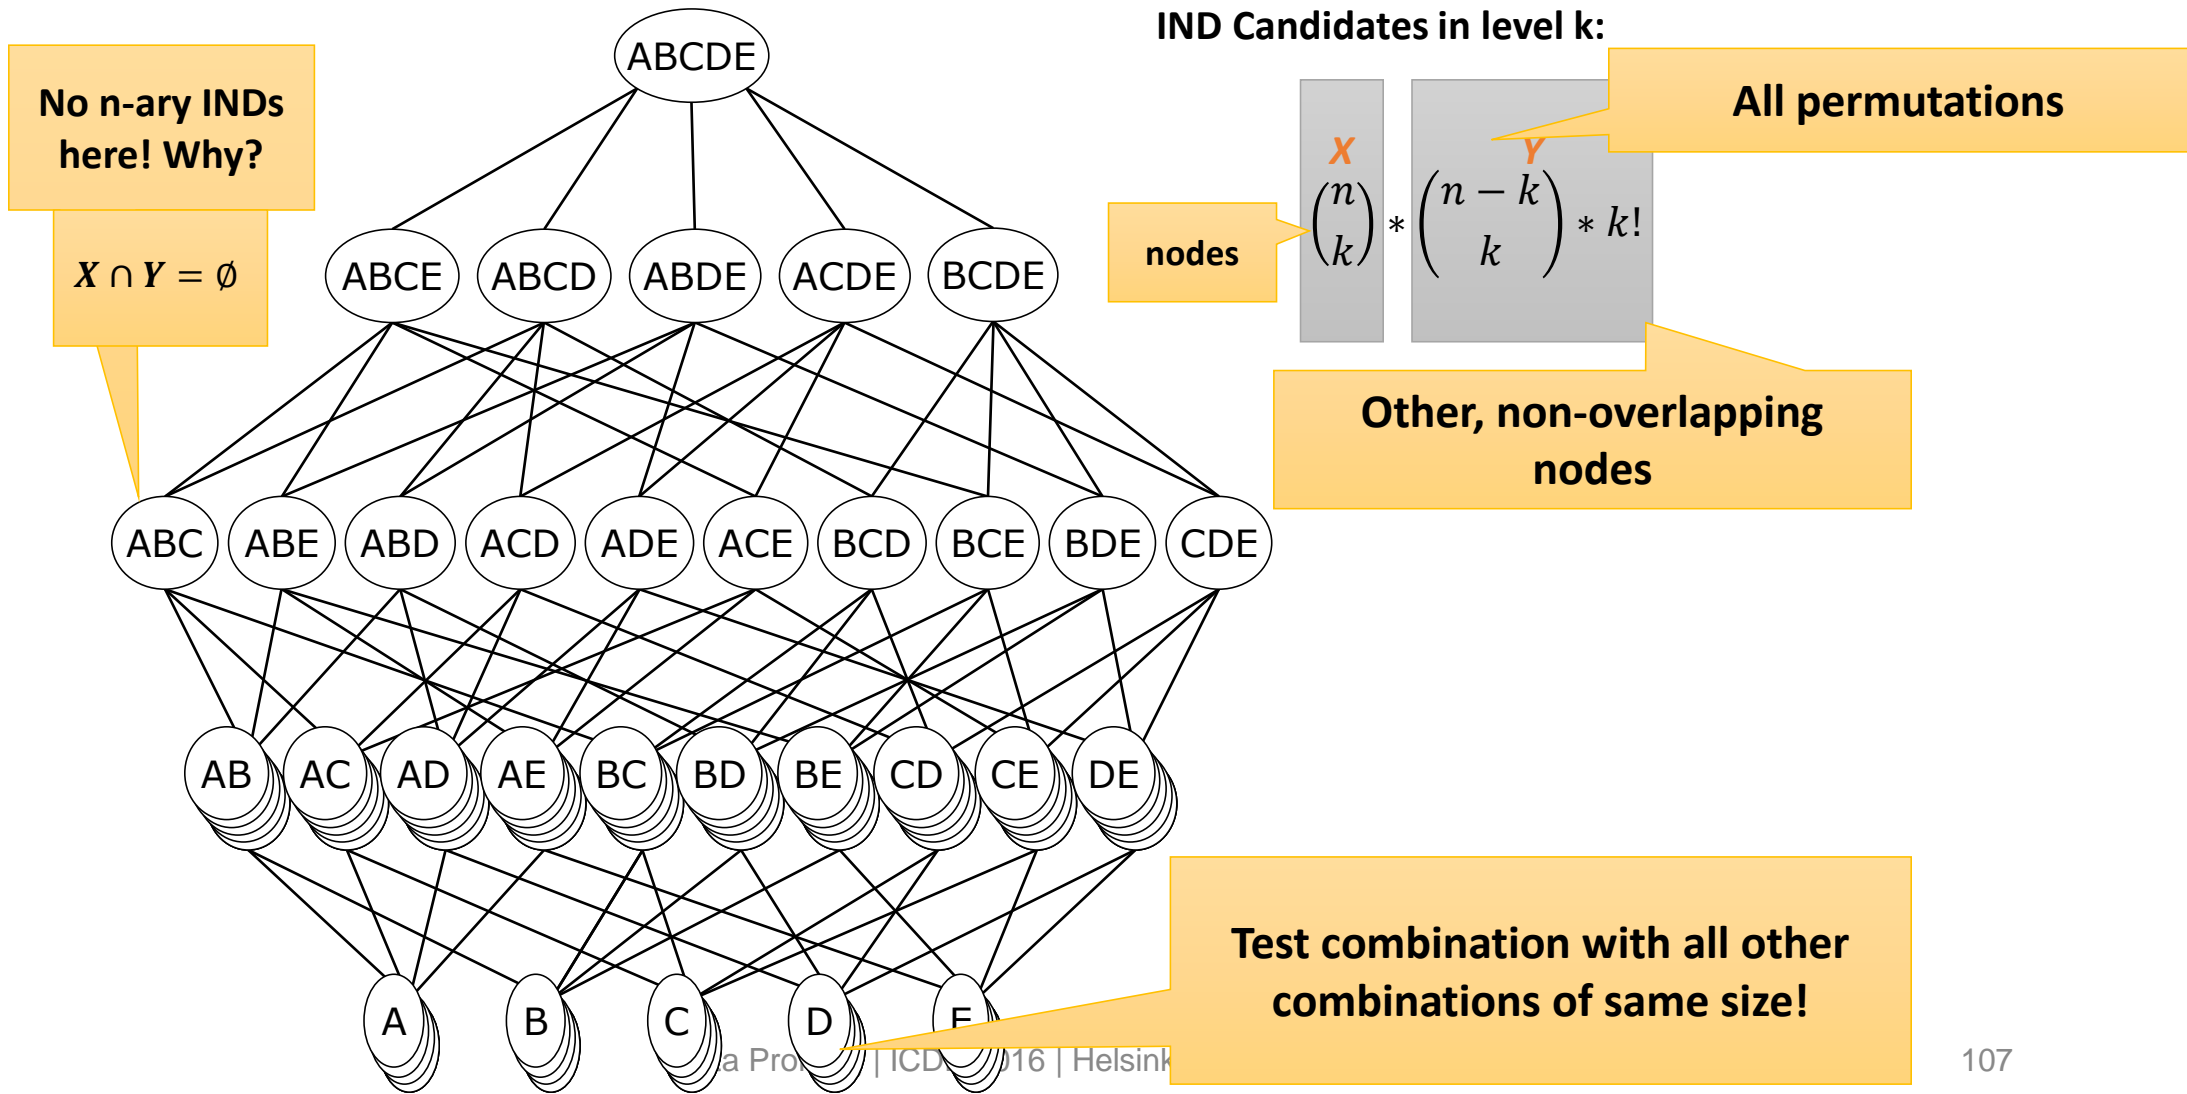 IND Candidates in level k:
No n-ary INDs
here! Why?
X ∩ Y = ∅
ABCDE
ABCE ABCD ABDE ACDE BCDE
ABC ABE ABD ACD ADE ACE BCD BCE BDE CDE
AB AC AD AE BC BD BE CD CE DE
A B C D E
All permutations
X Y
(n k) * (n − k k) * k!
nodes
Other, non-overlapping
nodes
Test combination with all other
combinations of same size!
107